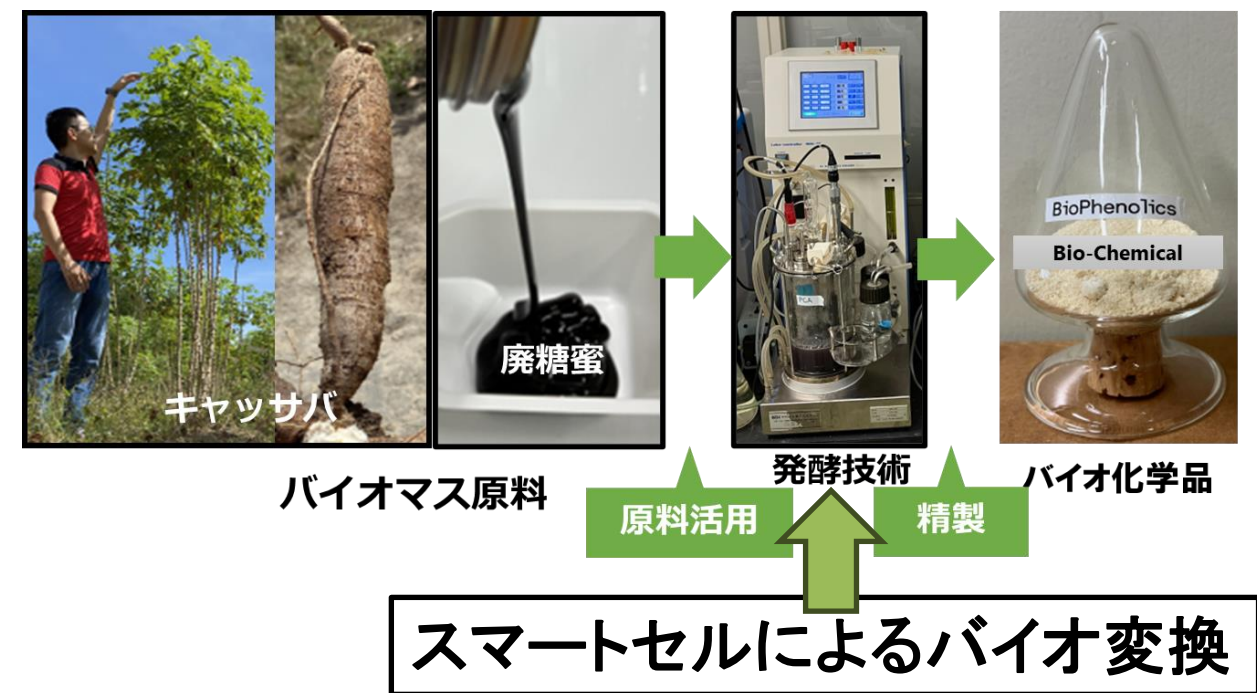 キャッサバ
廃糖蜜
BioPhenolics
Bio-Chemical
PCA
バイオマス原料
発酵技術
バイオ化学品
原料活用
精製
スマートセルによるバイオ変換